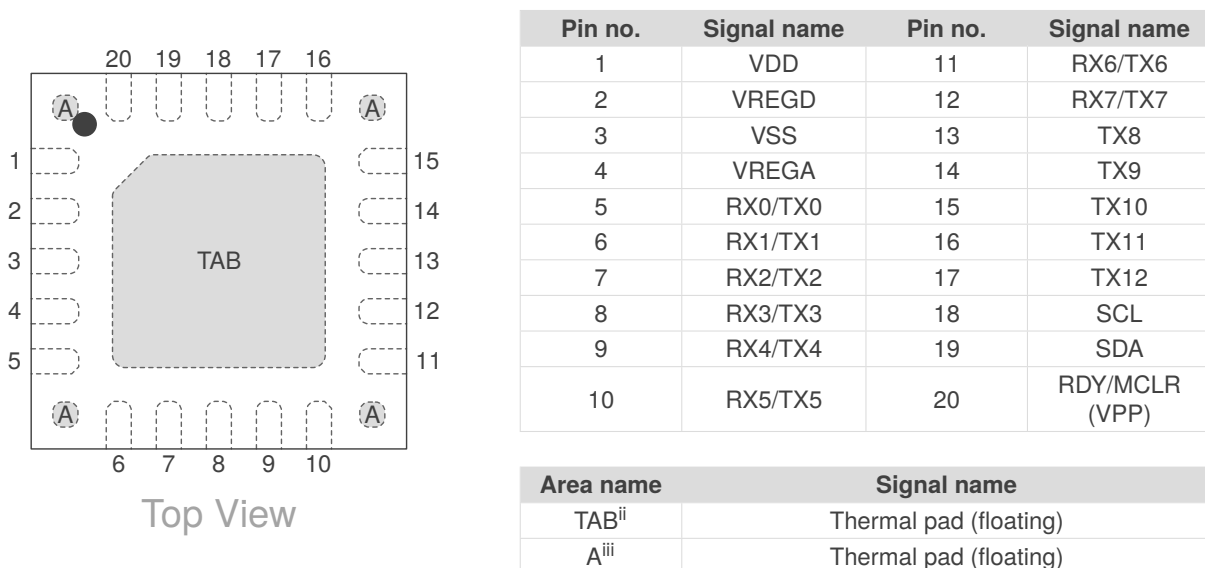 20 19 18 17 16
A A
1 15
2 14
3 TAB 13
4 12
5 11
A A
6 7 8 9 10
Top View
Pin no. Signal name Pin no. Signal name
1 VDD 11 RX6/TX6
2 VREGD 12 RX7/TX7
3 VSS 13 TX8
4 VREGA 14 TX9
5 RX0/TX0 15 TX10
6 RX1/TX1 16 TX11
7 RX2/TX2 17 TX12
8 RX3/TX3 18 SCL
9 RX4/TX4 19 SDA
10 RX5/TX5 20 RDY/MCLR
(VPP)
Area name Signal name
TABii Thermal pad (floating)
Aiii Thermal pad (floating)